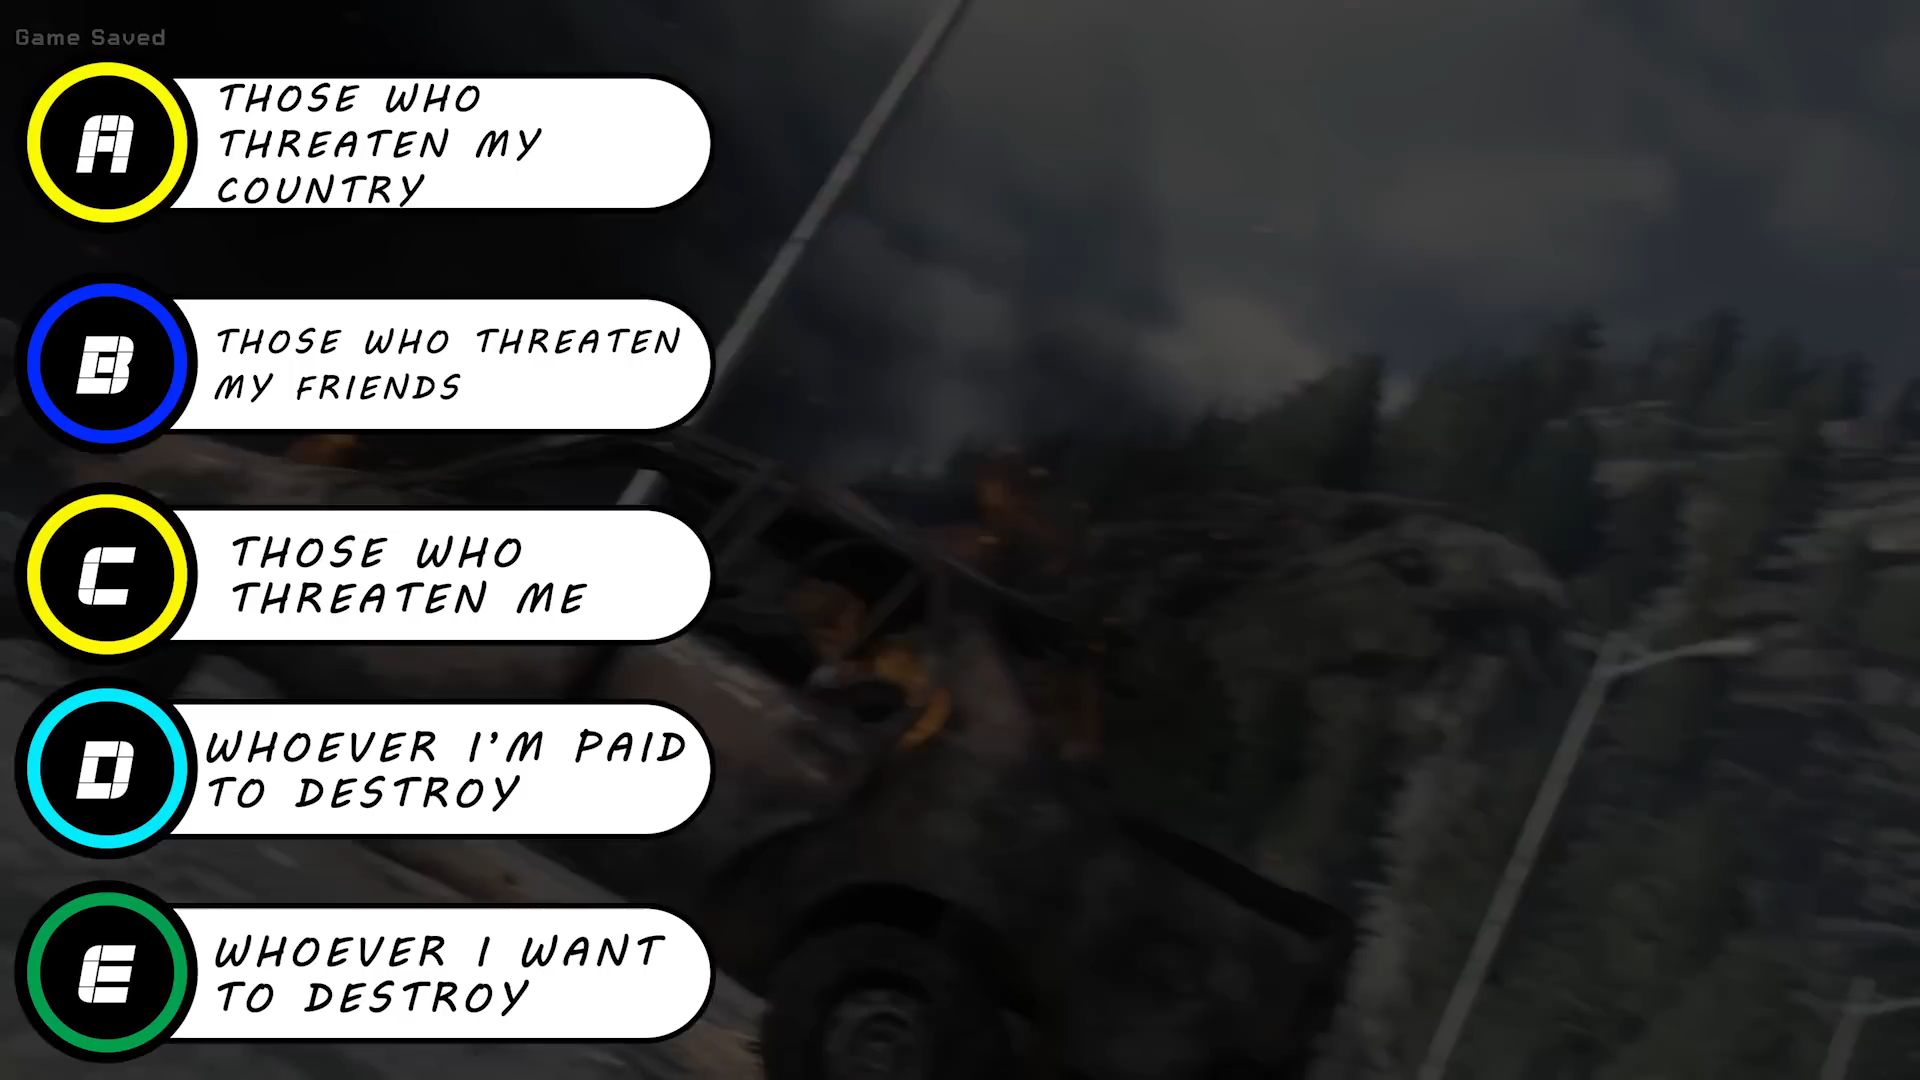 Game Saved
A
THOSE WHO
THREATEN MY
COUNTRY
B
THOSE WHO THREATEN
MY FRIENDS
C
THOSE WHO
THREATEN ME
D
WHOEVER I'M PAID
TO DESTROY
E
WHOEVER I WANT
TO DESTROY